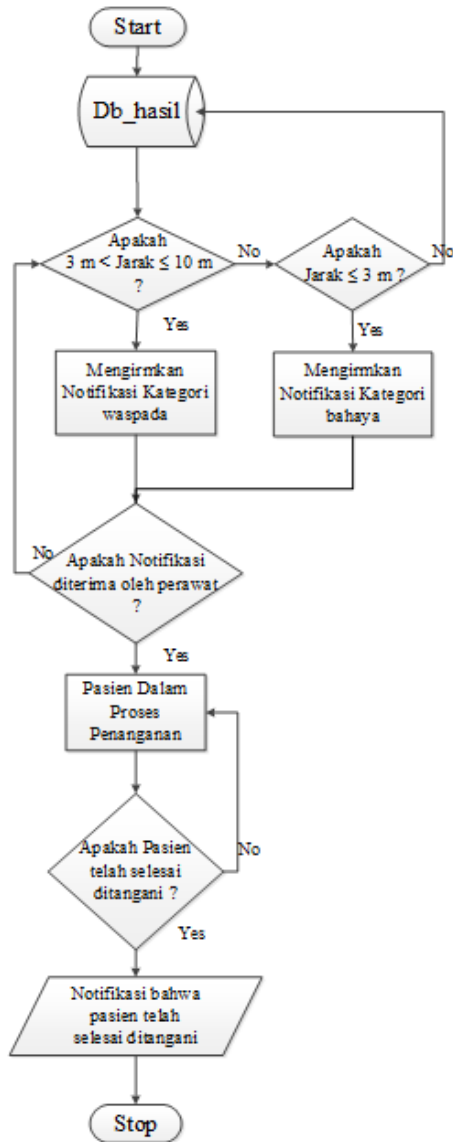 Start
Db_hasil
Apakah
3 m < Jarak ≤ 10 m
?
No
Apakah
Jarak ≤ 3 m ?
No
Yes
Yes
Mengirmkan
Notifikasi Kategori
waspada
Mengirmkan
Notifikasi Kategori
bahaya
No
Apakah Notifikasi
diterima oleh perawat
?
Yes
Pasien Dalam
Proses
Penanganan
Apakah Pasien
telah selesai
ditangani ?
No
Yes
Notifikasi bahwa
pasien telah
selesai ditangani
Stop